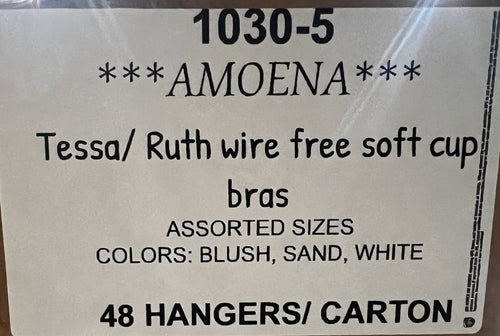 1030-5
***AMOENA***
Tessa/ Ruth wire free soft cup
bras
ASSORTED SIZES
COLORS: BLUSH, SAND, WHITE
48 HANGERS/ CARTON